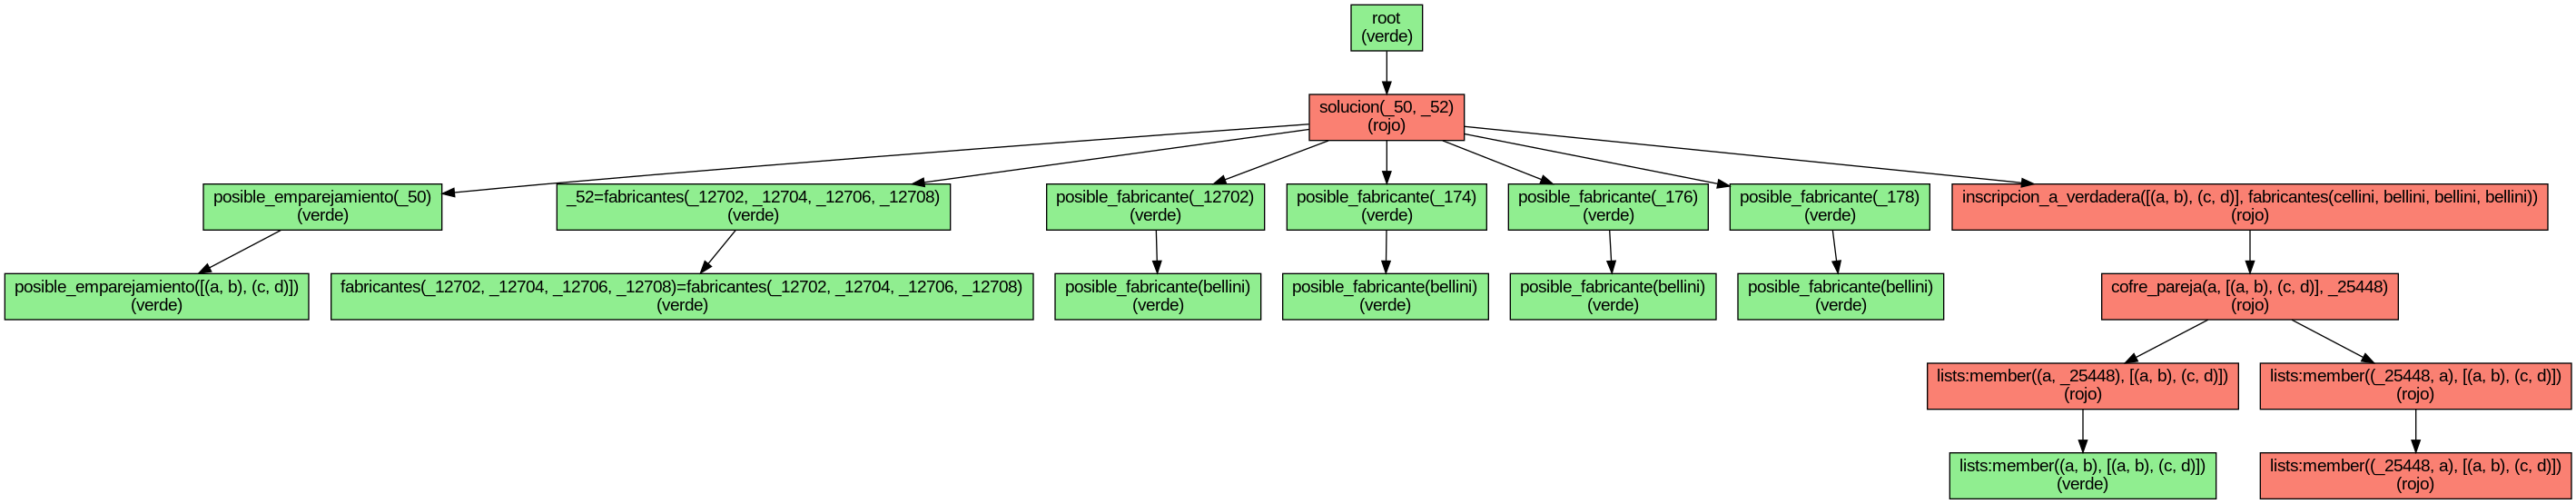 root
(verde)
solucion(_50, _52)
(rojo)
posible_emparejamiento(_50)
(verde)
_52=fabricantes(_12702, _12704, _12706, _12708)
(verde)
posible_fabricante(_12702)
(verde)
posible_fabricante(_174)
(verde)
posible_fabricante(_176)
(verde)
posible_fabricante(_178)
(verde)
inscripcion_a_verdadera([(a, b), (c, d)], fabricantes(cellini, bellini, bellini, bellini))
(rojo)
posible_emparejamiento([(a, b), (c, d)])
(verde)
fabricantes(_12702, _12704, _12706, _12708)=fabricantes(_12702, _12704, _12706, _12708)
(verde)
posible_fabricante(bellini)
(verde)
posible_fabricante(bellini)
(verde)
posible_fabricante(bellini)
(verde)
posible_fabricante(bellini)
(verde)
cofre_pareja(a, [(a, b), (c, d)], _25448)
(rojo)
lists:member((a, _25448), [(a, b), (c, d)])
(rojo)
lists:member((_25448, a), [(a, b), (c, d)])
(rojo)
lists:member((a, b), [(a, b), (c, d)])
(verde)
lists:member((_25448, a), [(a, b), (c, d)])
(rojo)